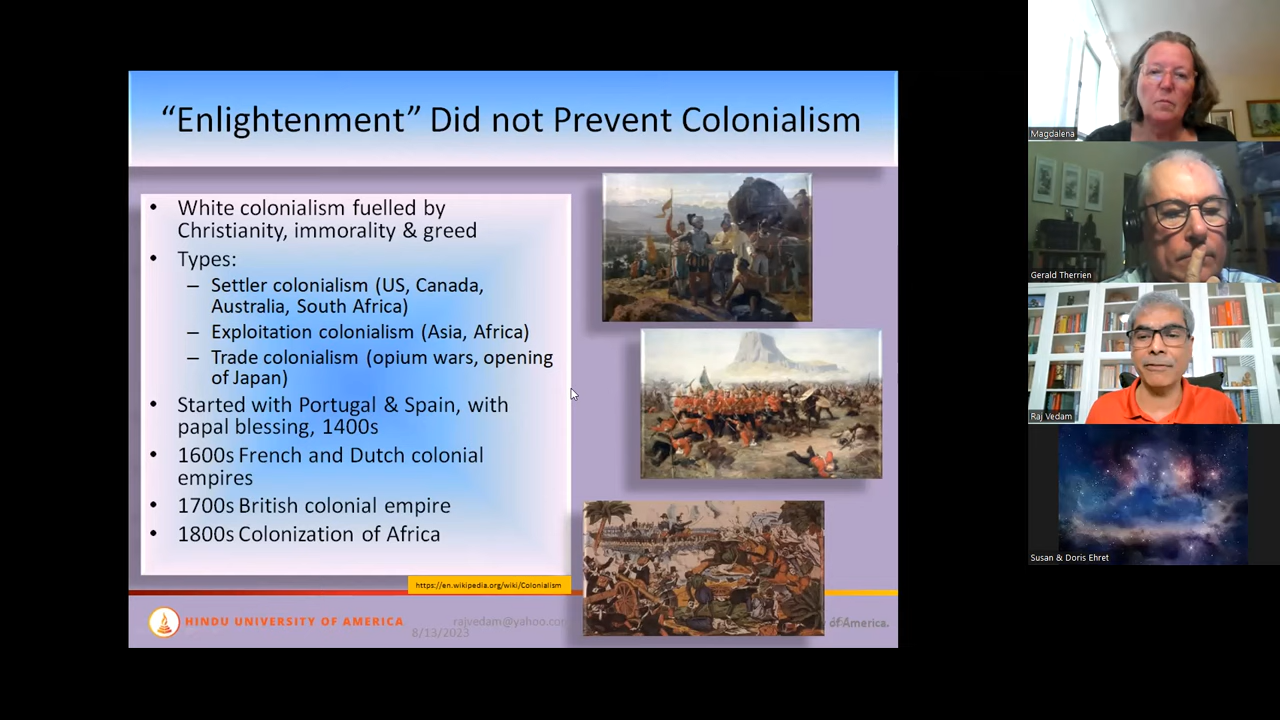 “Enlightenment” Did not Prevent Colonialism
• White colonialism fuelled by
Christianity, immorality & greed
• Types:
– Settler colonialism (US, Canada,
Australia, South Africa)
– Exploitation colonialism (Asia, Africa)
– Trade colonialism (opium wars, opening
of Japan)
• Started with Portugal & Spain, with
papal blessing, 1400s
• 1600s French and Dutch colonial
empires
• 1700s British colonial empire
• 1800s Colonization of Africa
https://en.wikipedia.org/wiki/Colonialism
HINDU UNIVERSITY OF AMERICA
rajvedam@yahoo.co
8/13/2023
of America.
Magdalena
Gerald Therrien
Raj Vedam
Susan & Doris Ehret